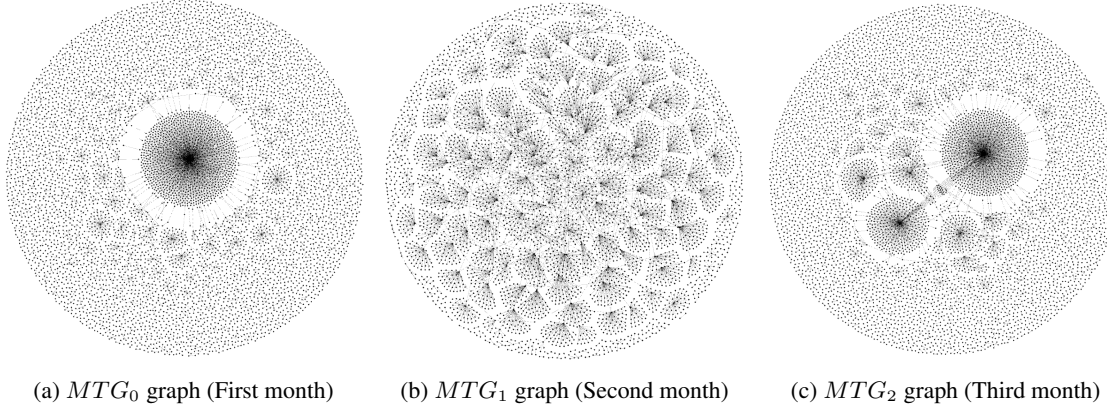 (a) MTG₀ graph (First month)
(b) MTG₁ graph (Second month)
(c) MTG₂ graph (Third month)